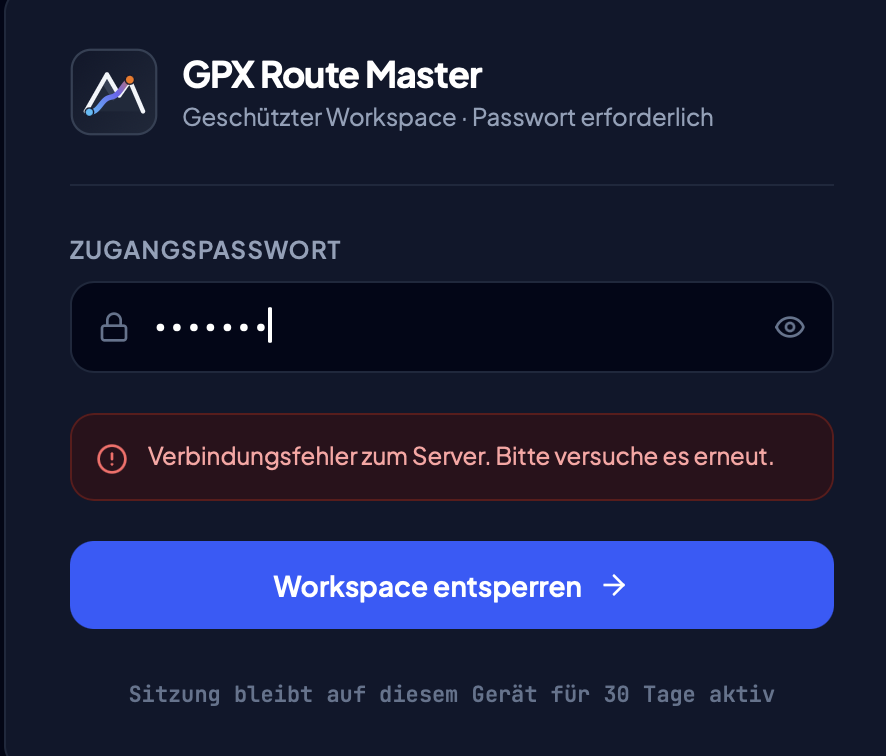 GPX Route Master
Geschützter Workspace · Passwort erforderlich
ZUGANGSPASSWORT
Verbindungsfehler zum Server. Bitte versuche es erneut.
Workspace entsperren →
Sitzung bleibt auf diesem Gerät für 30 Tage aktiv